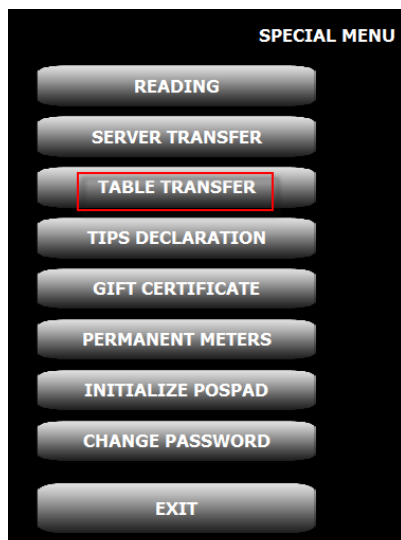 SPECIAL MENU
READING
SERVER TRANSFER
TABLE TRANSFER
TIPS DECLARATION
GIFT CERTIFICATE
PERMANENT METERS
INITIALIZE POSPAD
CHANGE PASSWORD
EXIT